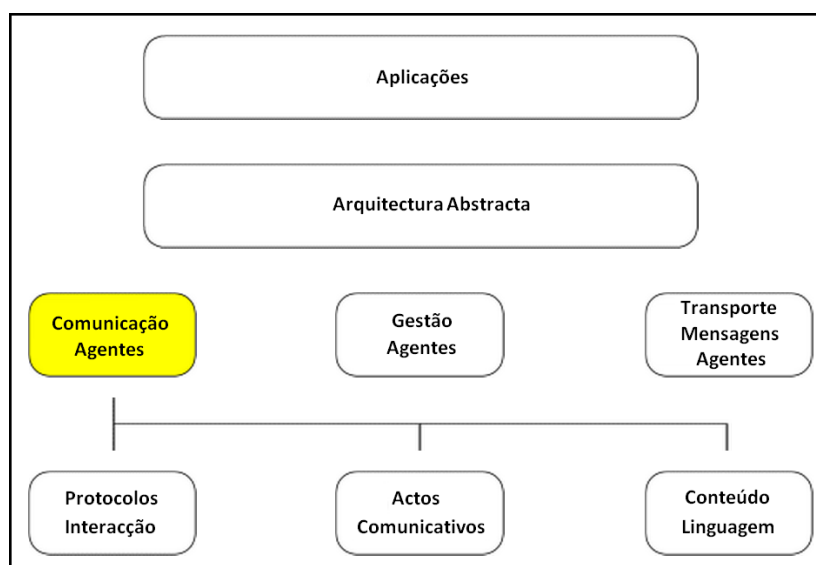 Aplicações
Arquitectura Abstracta
Comunicação
Agentes
Gestão
Agentes
Transporte
Mensagens
Agentes
Protocolos
Interacção
Actos
Comunicativos
Conteúdo
Linguagem